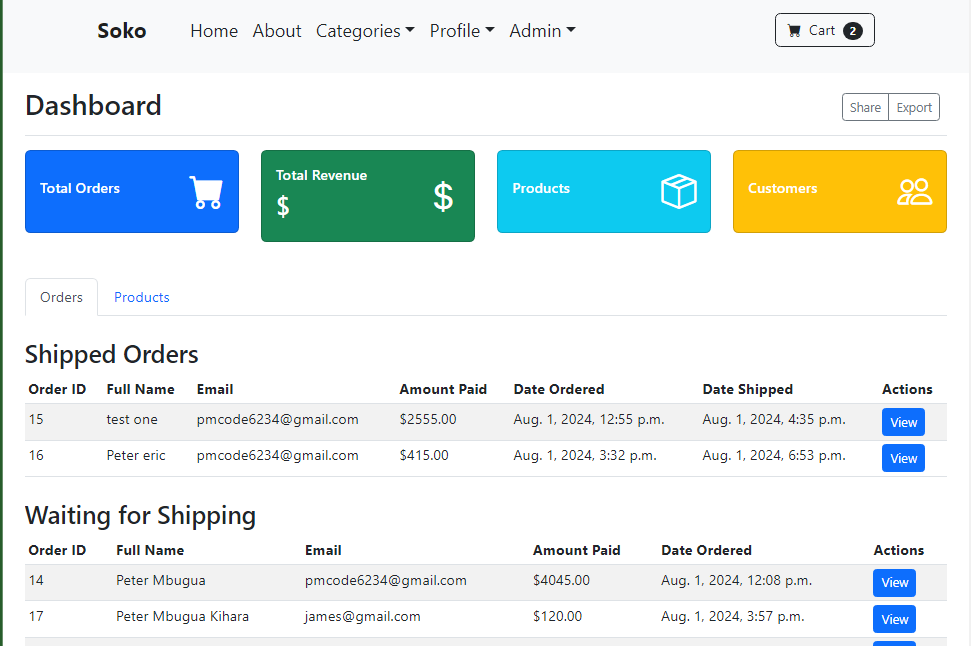 Soko Home About Categories Profile Admin Cart 2
Dashboard Share Export
Total Orders Total Revenue Products Customers
$ $
Orders Products
Shipped Orders
Order ID Full Name Email Amount Paid Date Ordered Date Shipped Actions
15 test one pmcode6234@gmail.com $2555.00 Aug. 1, 2024, 12:55 p.m. Aug. 1, 2024, 4:35 p.m. View
16 Peter eric pmcode6234@gmail.com $415.00 Aug. 1, 2024, 3:32 p.m. Aug. 1, 2024, 6:53 p.m. View
Waiting for Shipping
Order ID Full Name Email Amount Paid Date Ordered Actions
14 Peter Mbugua pmcode6234@gmail.com $4045.00 Aug. 1, 2024, 12:08 p.m. View
17 Peter Mbugua Kihara james@gmail.com $120.00 Aug. 1, 2024, 3:57 p.m. View